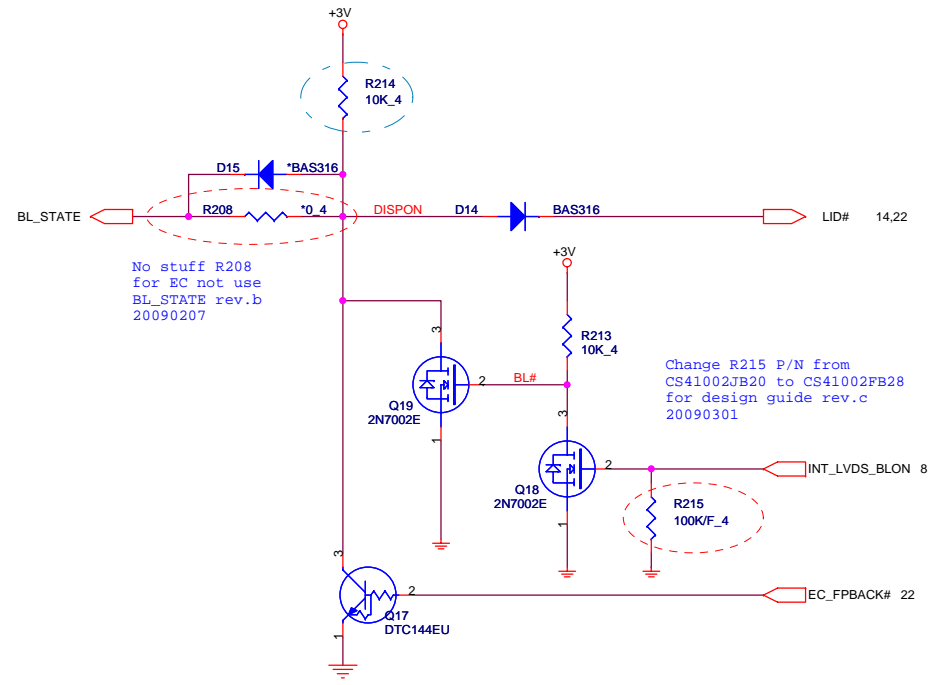 +3V
R214
10K_4
D15 *BAS316
BL_STATE
R208 *0_4
DISPON
D14 BAS316
LID# 14,22
No stuff R208
for EC not use
BL_STATE rev.b
20090207
+3V
R213
10K_4
3
2
BL#
Q19
2N7002E
1
Change R215 P/N from
CS41002JB20 to CS41002FB28
for design guide rev.c
20090301
3
2
INT_LVDS_BLON 8
Q18
2N7002E
1
R215
100K/F_4
3
2
EC_FPBACK# 22
Q17
DTC144EU
1